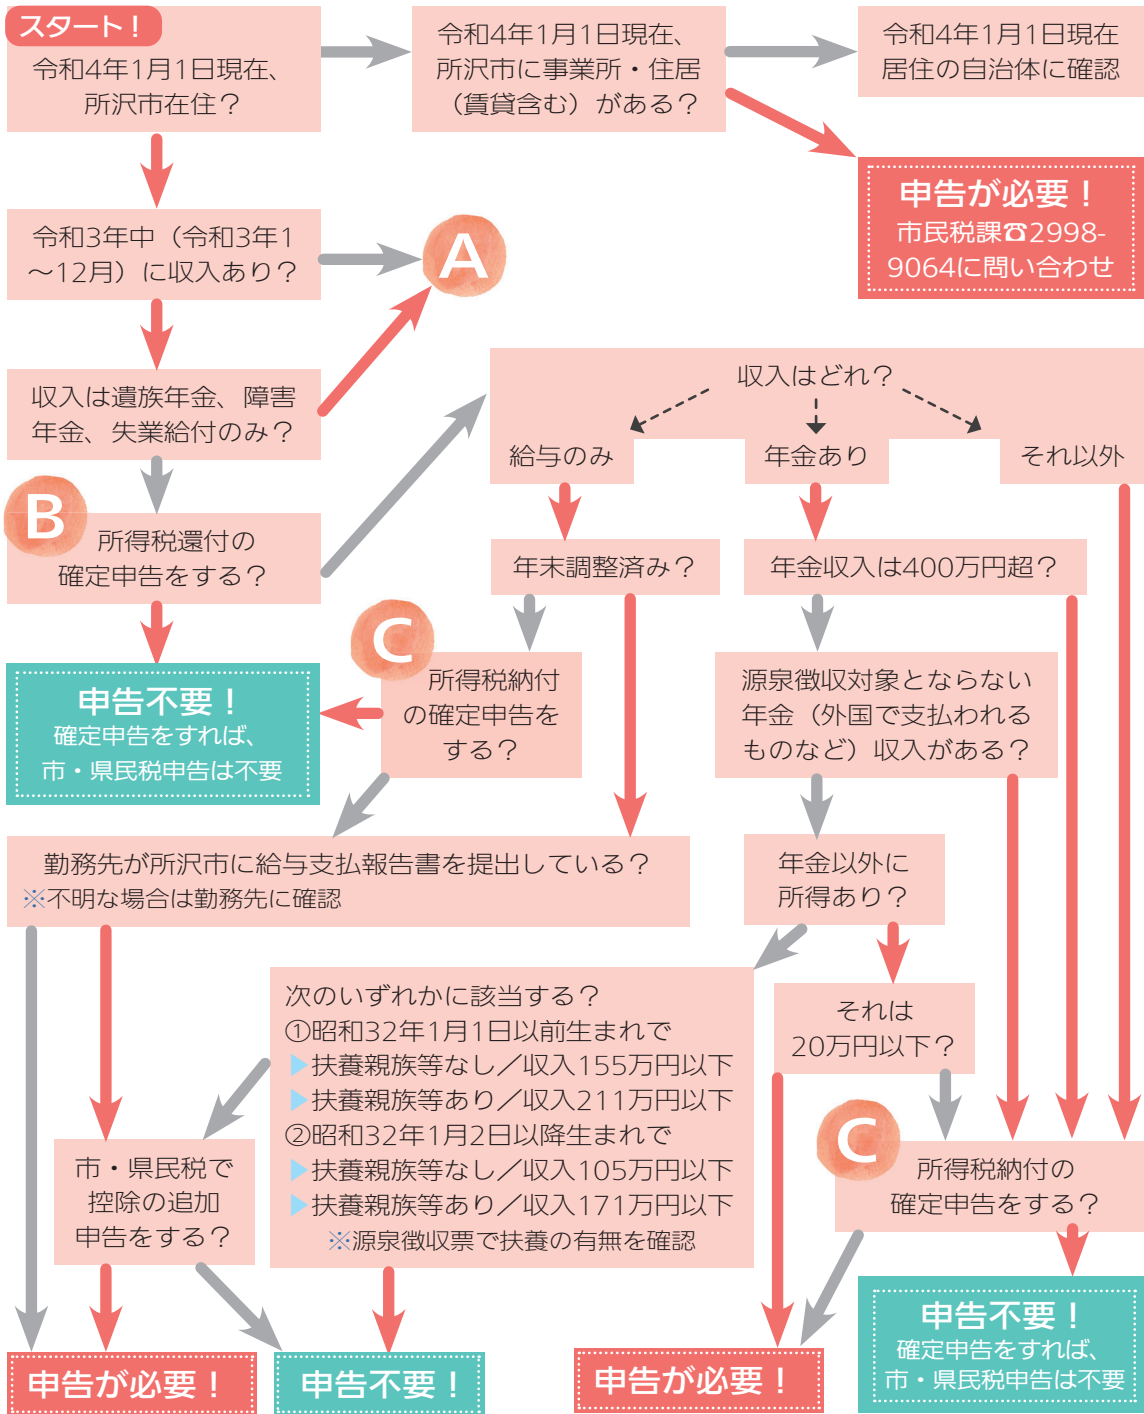 スタート！
令和4年1月1日現在、
所沢市在住？
令和4年1月1日現在、
所沢市に事業所・住居
（賃貸含む）がある？
令和4年1月1日現在
居住の自治体に確認
申告が必要！
市民税課☎2998-
9064に問い合わせ
令和3年中（令和3年1
～12月）に収入あり？
A
収入は遺族年金、障害
年金、失業給付のみ？
収入はどれ？
給与のみ
年金あり
それ以外
B
所得税還付の
確定申告をする？
年末調整済み？
年金収入は400万円超？
申告不要！
確定申告をすれば、
市・県民税申告は不要
C
所得税納付
の確定申告を
する？
源泉徴収対象とならない
年金（外国で支払われる
ものなど）収入がある？
勤務先が所沢市に給与支払報告書を提出している？
※不明な場合は勤務先に確認
年金以外に
所得あり？
次のいずれかに該当する？
①昭和32年1月1日以前生まれで
▶扶養親族等なし／収入155万円以下
▶扶養親族等あり／収入211万円以下
②昭和32年1月2日以降生まれで
▶扶養親族等なし／収入105万円以下
▶扶養親族等あり／収入171万円以下
※源泉徴収票で扶養の有無を確認
それは
20万円以下？
市・県民税で
控除の追加
申告をする？
C
所得税納付の
確定申告をする？
申告が必要！
申告不要！
申告が必要！
申告不要！
確定申告をすれば、
市・県民税申告は不要